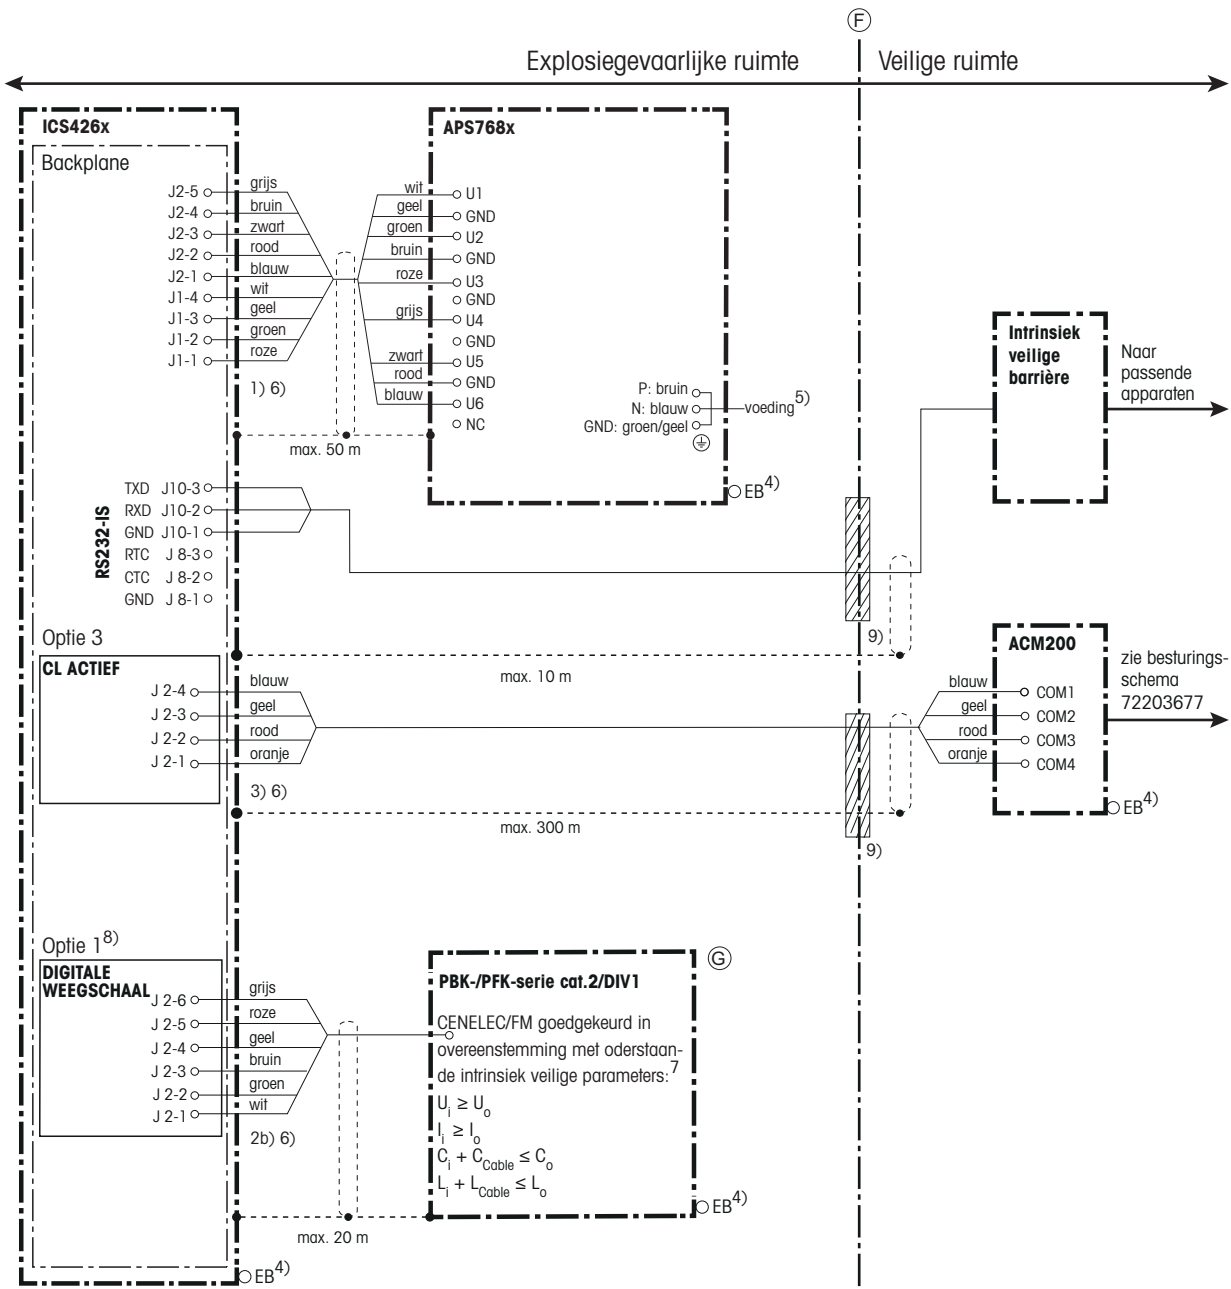 F
Explosiegevaarlijke ruimte
Veilige ruimte
ICS426x
Backplane
J2-5 grijs
J2-4 bruin
J2-3 zwart
J2-2 rood
J2-1 blauw
J1-4 wit
J1-3 geel
J1-2 groen
J1-1 roze
1) 6)
max. 50 m
APS768x
wit U1
geel GND
groen U2
bruin GND
roze U3
GND
grijs U4
GND
zwart U5
rood GND
blauw U6
NC
P: bruin
N: blauw
GND: groen/geel
voeding5)
EB4)
Intrinsiek
veilige
barrière
Naar
passende
apparaten
RS232-IS
TXD J10-3
RXD J10-2
GND J10-1
RTC J 8-3
CTC J 8-2
GND J 8-1
9)
max. 10 m
Optie 3
CL ACTIEF
J 2-4 blauw
J 2-3 geel
J 2-2 rood
J 2-1 oranje
3) 6)
max. 300 m
9)
ACM200
blauw COM1
geel COM2
rood COM3
oranje COM4
EB4)
zie besturings-
schema
72203677
Optie 18)
DIGITALE
WEEGSCHAAL
J 2-6 grijs
J 2-5 roze
J 2-4 geel
J 2-3 bruin
J 2-2 groen
J 2-1 wit
2b) 6)
max. 20 m
EB4)
G
PBK-/PFK-serie cat.2/DIV1
CENELEC/FM goedgekeurd in
overeenstemming met oderstaan-
de intrinsiek veilige parameters:7
Ui ≥ Uo
Ii ≥ Io
Ci + CCable ≤ Co
Li + LCable ≤ Lo
EB4)